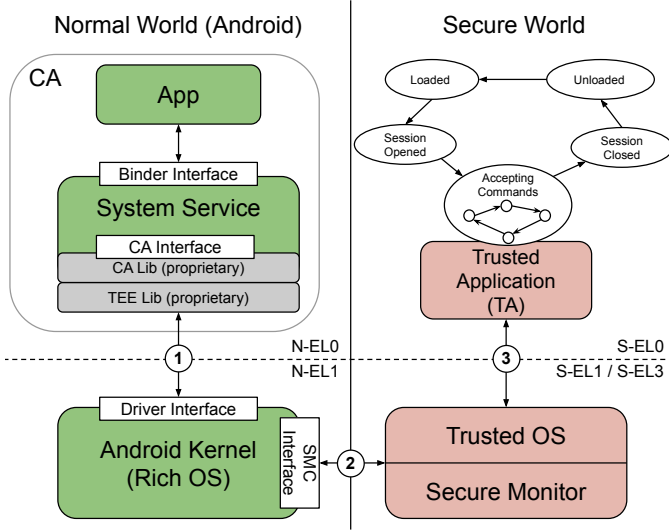 Normal World (Android)
Secure World
CA
App
Binder Interface
System Service
CA Interface
CA Lib (proprietary)
TEE Lib (proprietary)
Loaded
Unloaded
Session
Opened
Session
Closed
Accepting
Commands
Trusted
Application
(TA)
1
N-EL0
N-EL1
3
S-EL0
S-EL1 / S-EL3
Driver Interface
Android Kernel
(Rich OS)
SMC
Interface
2
Trusted OS
Secure Monitor